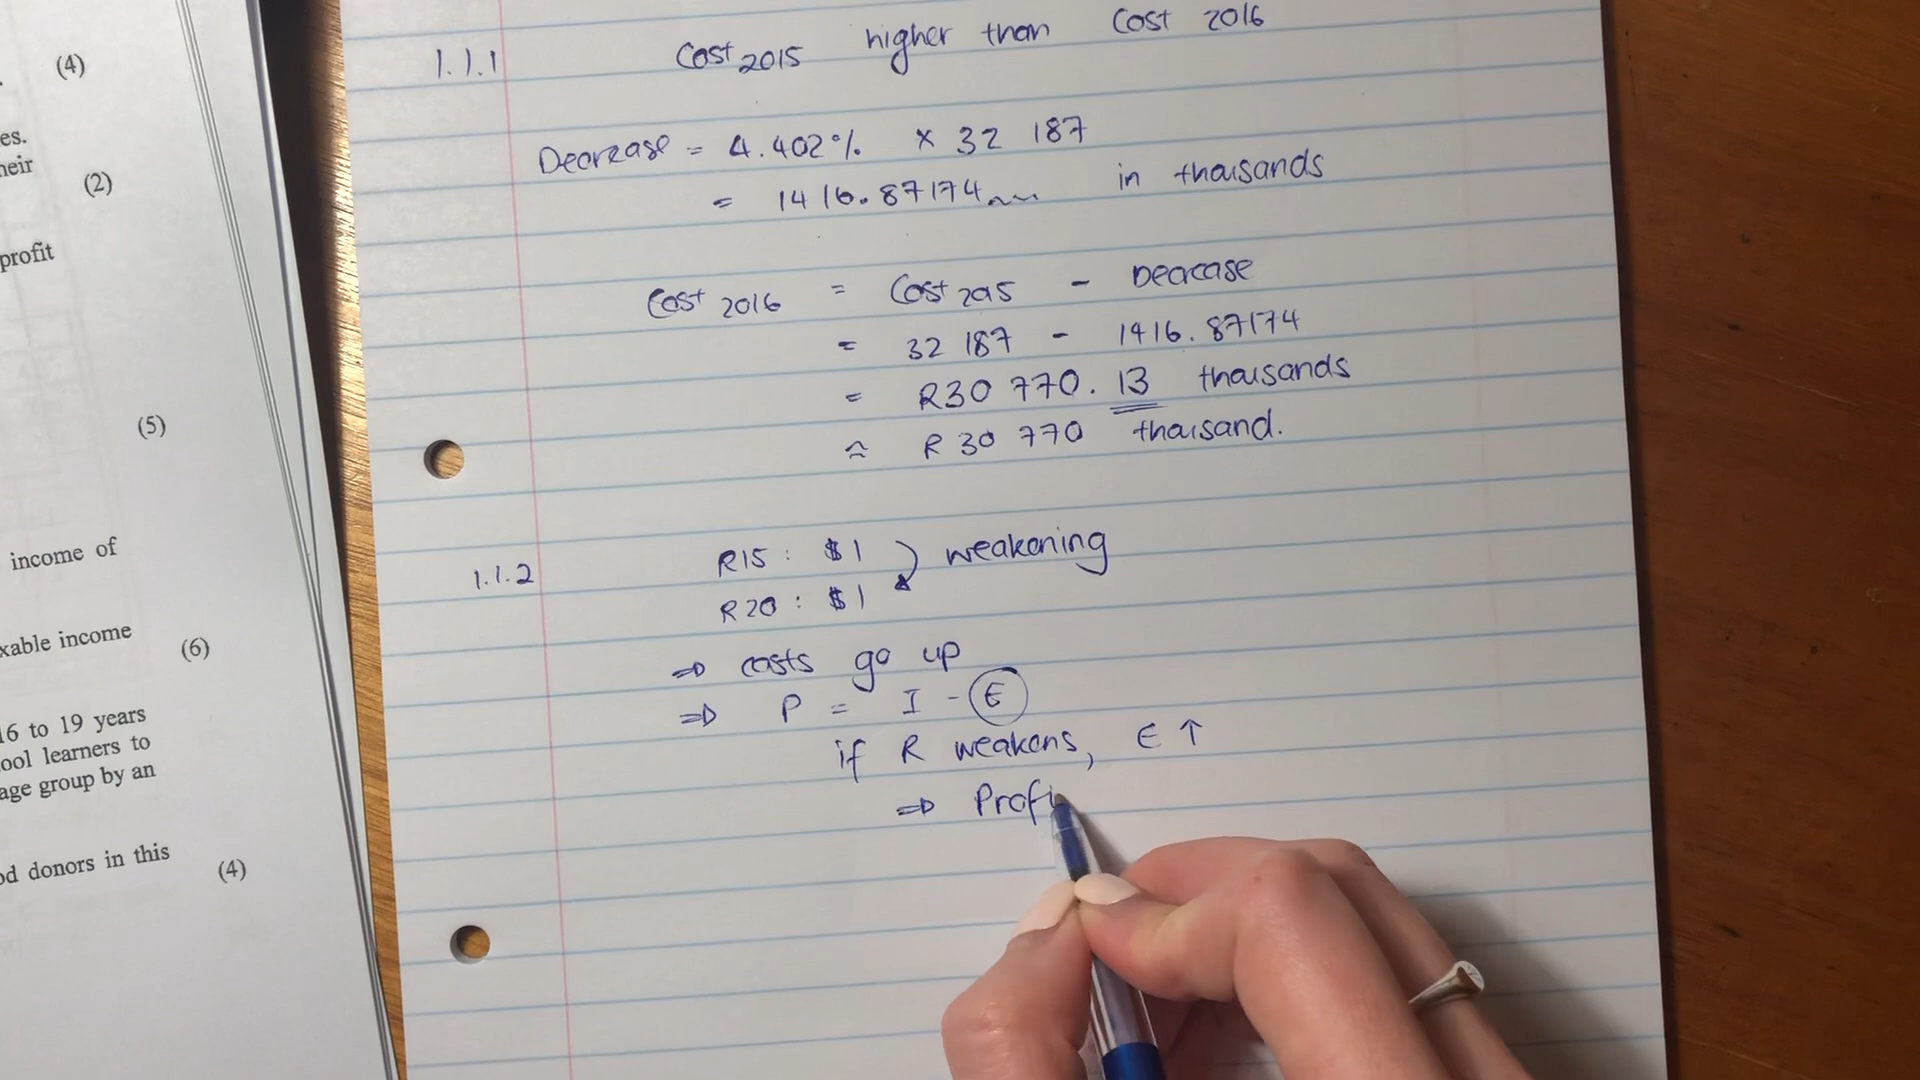 (4)
es.
heir
(2)
profit
(5)
income of
xable income
(6)
16 to 19 years
ool learners to
age group by an
od donors in this
(4)
1.1.1 Cost 2015 higher than Cost 2016
Decrease = 4.402% × 32 187
= 1416.87174... in thousands
Cost 2016 = Cost 2015 - Decrease
= 32 187 - 1416.87174
= R30 770.13 thousands
≈ R 30 770 thousand.
1.1.2 R15 : $1 weakening
R20 : $1
⇒ costs go up
⇒ P = I - E
if R weakens, E ↑
⇒ Profi